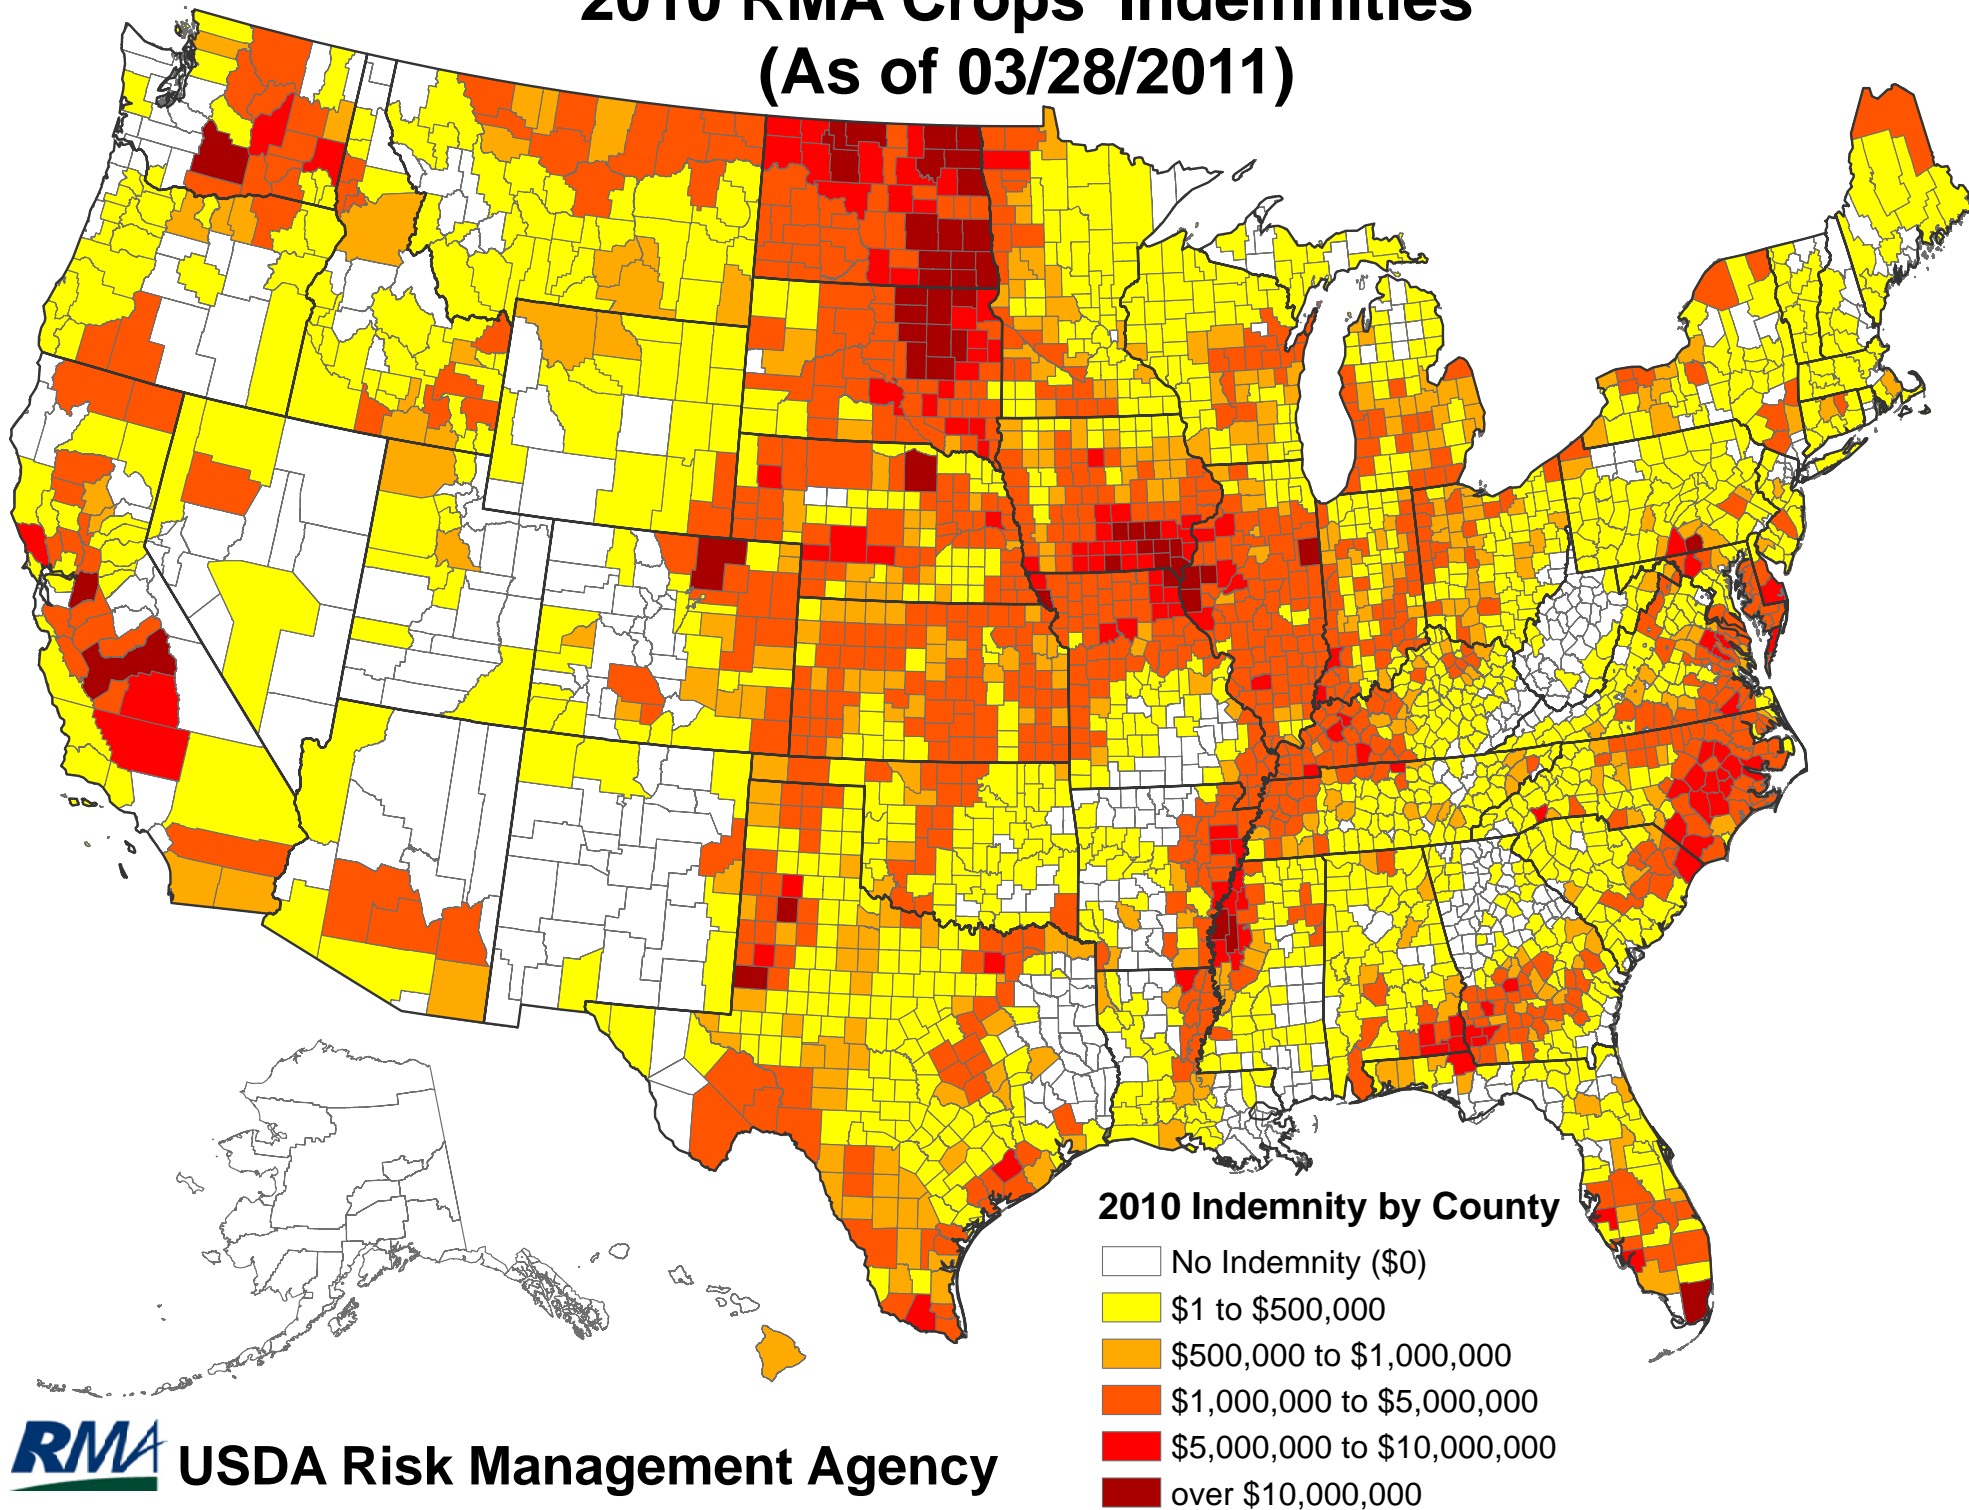 2010 RMA Crops' Indemnities
(As of 03/28/2011)
2010 Indemnity by County
No Indemnity ($0)
$1 to $500,000
$500,000 to $1,000,000
$1,000,000 to $5,000,000
$5,000,000 to $10,000,000
over $10,000,000
RMA
USDA Risk Management Agency